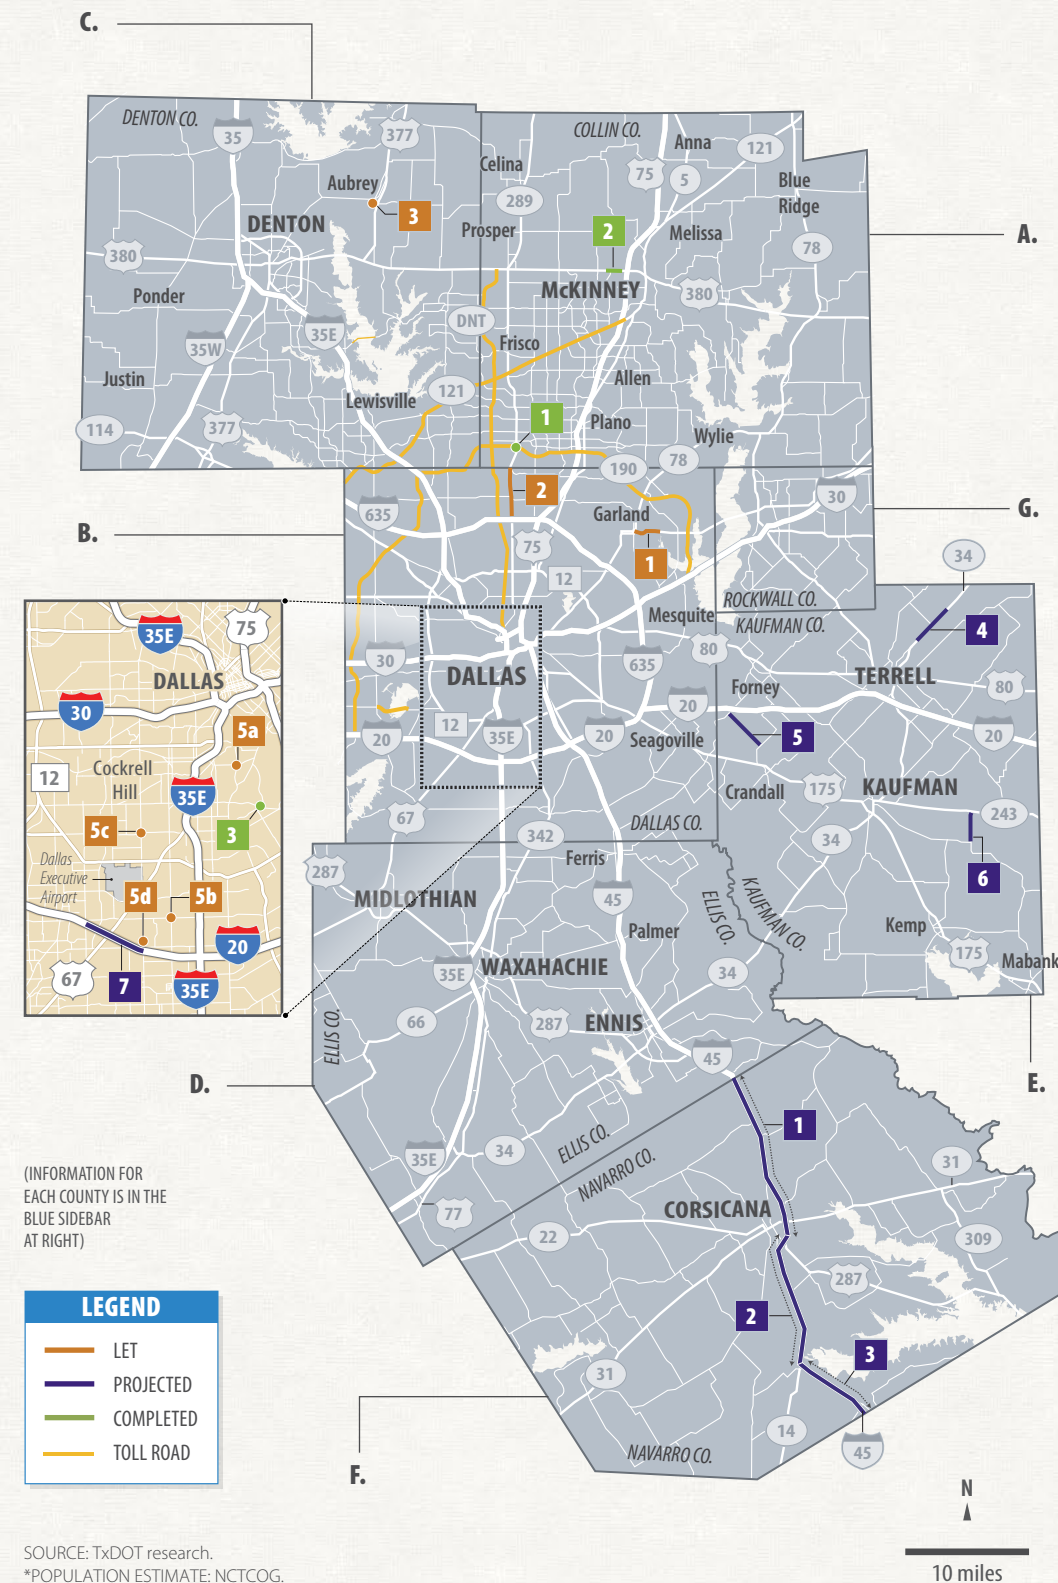 C.
DENTON CO.
35
377
COLLIN CO.
Anna
121
Celina
75
5
Aubrey
Blue
Ridge
289
3
DENTON
Prosper
2
Melissa
A.
78
380
McKINNEY
380
Ponder
DNT
35E
35W
Frisco
Justin
Allen
121
Lewisville
1
Plano
114
377
Wylie
190
78
2
30
635
Garland
G.
B.
75
1
34
12
ROCKWALL CO.
Mesquite
KAUFMAN CO.
4
35E
75
80
30
635
DALLAS
DALLAS
TERRELL
Forney
80
30
20
5a
12
35E
20
20
5
20
Seagoville
Cockrell
Hill
12
35E
Crandall
175
KAUFMAN
67
243
5c
3
DALLAS CO.
342
34
Dallas
Executive
Airport
Ferris
287
6
5d
5b
MIDLOTHIAN
45
ELLIS CO.
KAUFMAN CO.
Palmer
Kemp
20
175
Mabank
67
7
35E
35E
WAXAHACHIE
34
66
287
ENNIS
ELLIS CO.
45
D.
E.
1
ELLIS CO.
34
35E
NAVARRO CO.
31
(INFORMATION FOR
EACH COUNTY IS IN THE
BLUE SIDEBAR
AT RIGHT)
77
CORSICANA
22
309
287
LEGEND
2
LET
3
PROJECTED
31
COMPLETED
14
TOLL ROAD
45
NAVARRO CO.
F.
N
SOURCE: TxDOT research.
*POPULATION ESTIMATE: NCTCOG.
10 miles